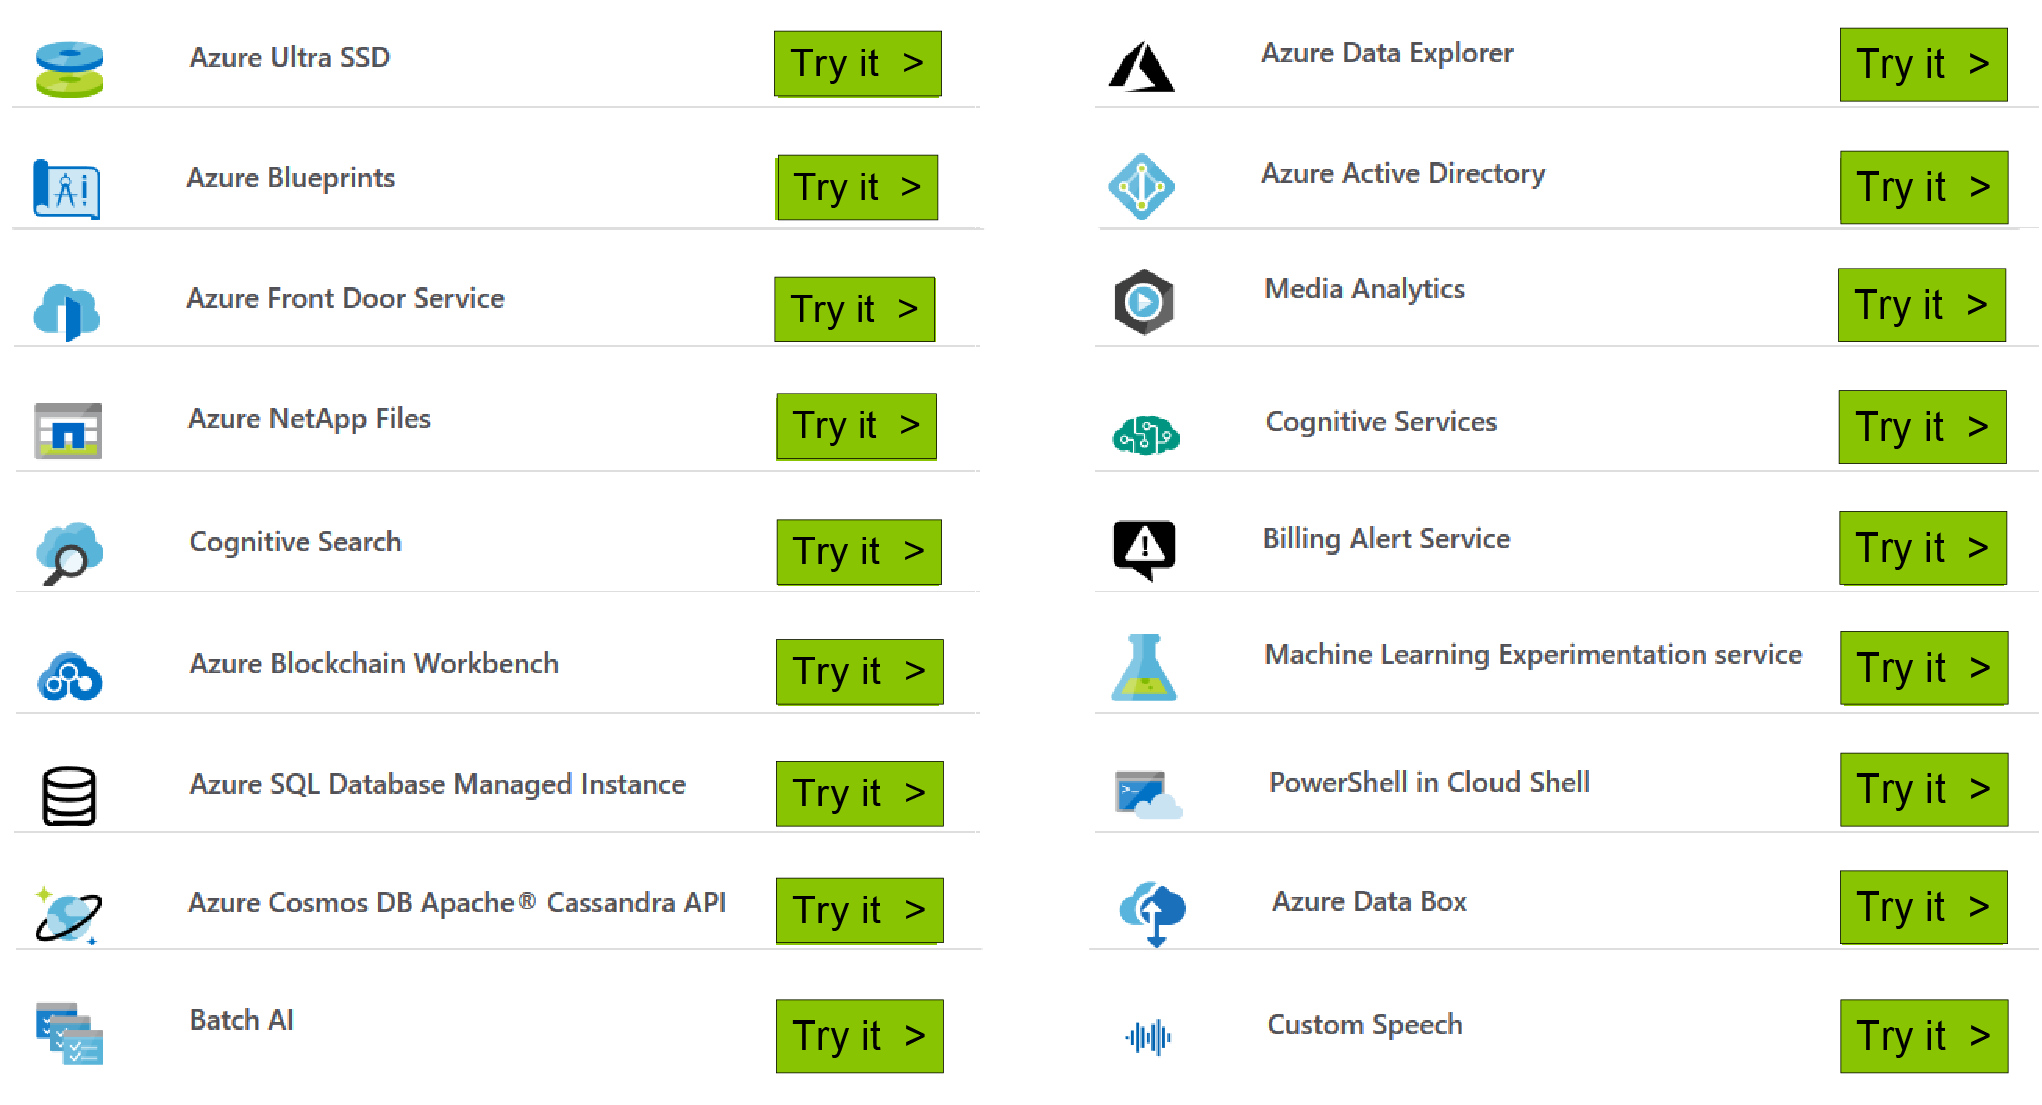 Azure Ultra SSD
Try it >
Azure Blueprints
Try it >
Azure Front Door Service
Try it >
Azure NetApp Files
Try it >
Cognitive Search
Try it >
Azure Blockchain Workbench
Try it >
Azure SQL Database Managed Instance
Try it >
Azure Cosmos DB Apache® Cassandra API
Try it >
Batch AI
Try it >
Azure Data Explorer
Try it >
Azure Active Directory
Try it >
Media Analytics
Try it >
Cognitive Services
Try it >
Billing Alert Service
Try it >
Machine Learning Experimentation service
Try it >
PowerShell in Cloud Shell
Try it >
Azure Data Box
Try it >
Custom Speech
Try it >